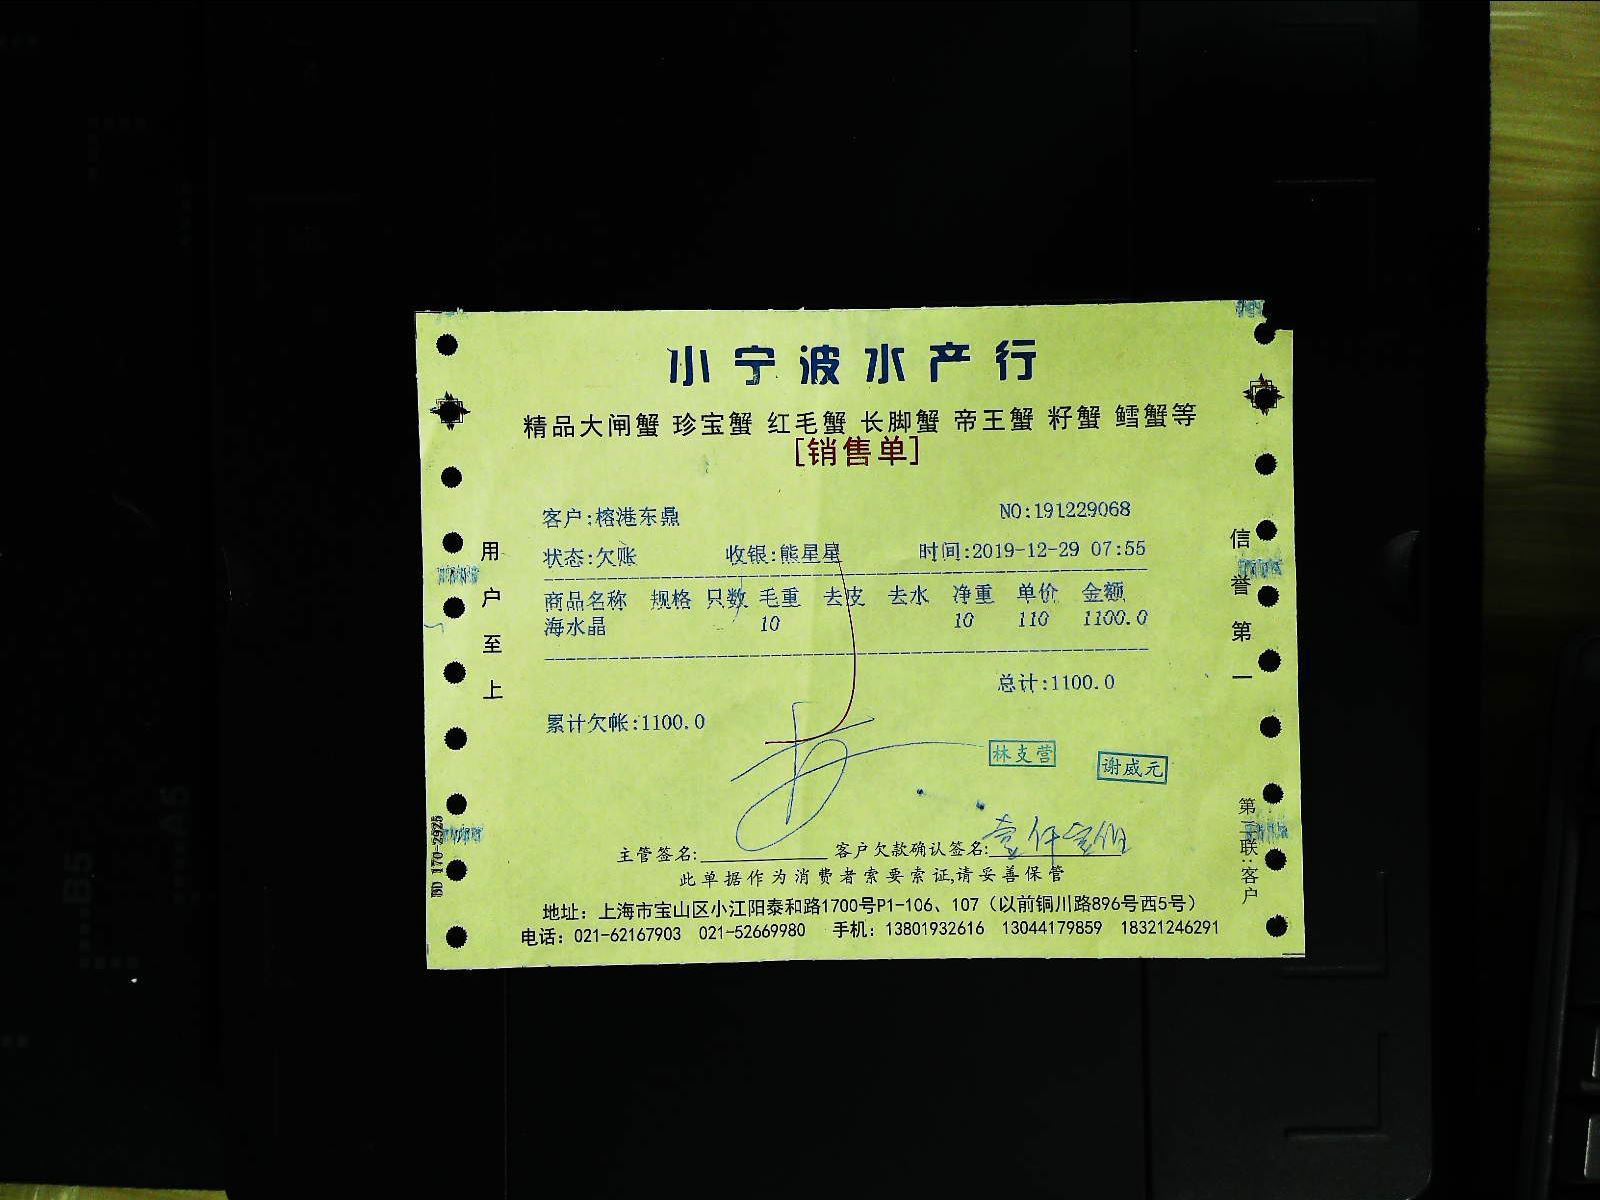 小宁波水产行
精品大闸蟹 珍宝蟹 红毛蟹 长脚蟹 帝王蟹 籽蟹 鳕蟹等
[销售单]
客户:榕港东鼎 NO:191229068
状态:欠账 收银:熊星星 时间:2019-12-29 07:55
商品名称 规格 只数 毛重 去皮 去水 净重 单价 金额
海水晶 10 10 110 1100.0
总计:1100.0
累计欠帐:1100.0
林支营 谢威元
主管签名: 客户欠款确认签名:壹仟壹佰
此单据作为消费者索要索证,请妥善保管
地址：上海市宝山区小江阳泰和路1700号P1-106、107（以前铜川路896号西5号）
电话：021-62167903 021-52669980 手机：13801932616 13044179859 18321246291
用户至上
信誉第一
第二联:客户
BD 170-2925
B5
A5